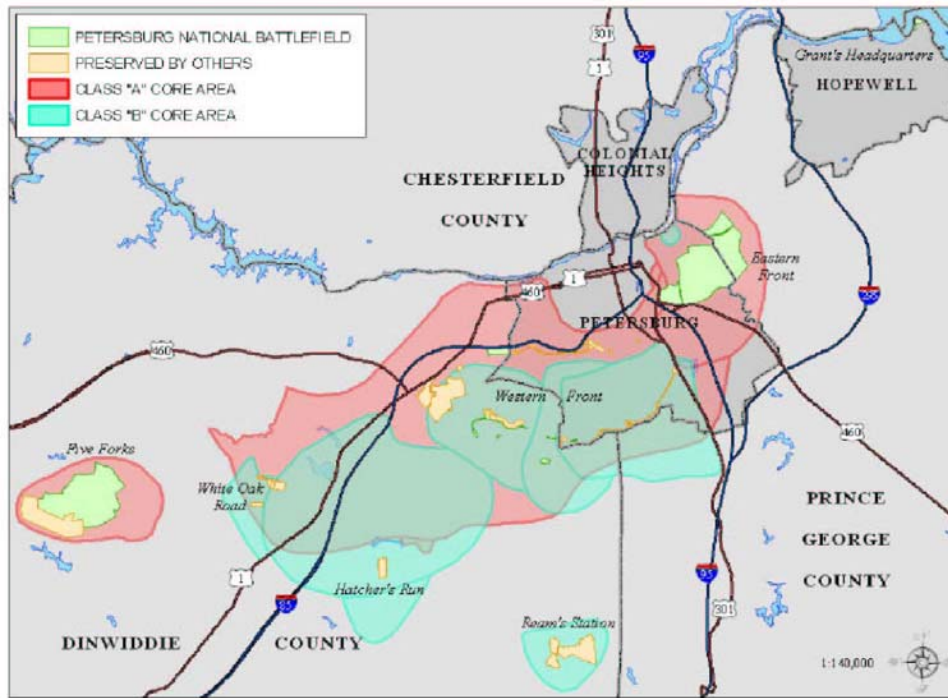 PETERSBURG NATIONAL BATTLEFIELD
PRESERVED BY OTHERS
CLASS "A" CORE AREA
CLASS "B" CORE AREA
301
1
95
Grant's Headquarters
HOPEWELL
COLONIAL
HEIGHTS
CHESTERFIELD
COUNTY
Eastern
Front
1
460
295
PETERSBURG
460
Western Front
460
Five Forks
White Oak
Road
PRINCE
GEORGE
COUNTY
1
Hatcher's Run
85
95
301
Ream's Station
DINWIDDIE COUNTY
1:140,000